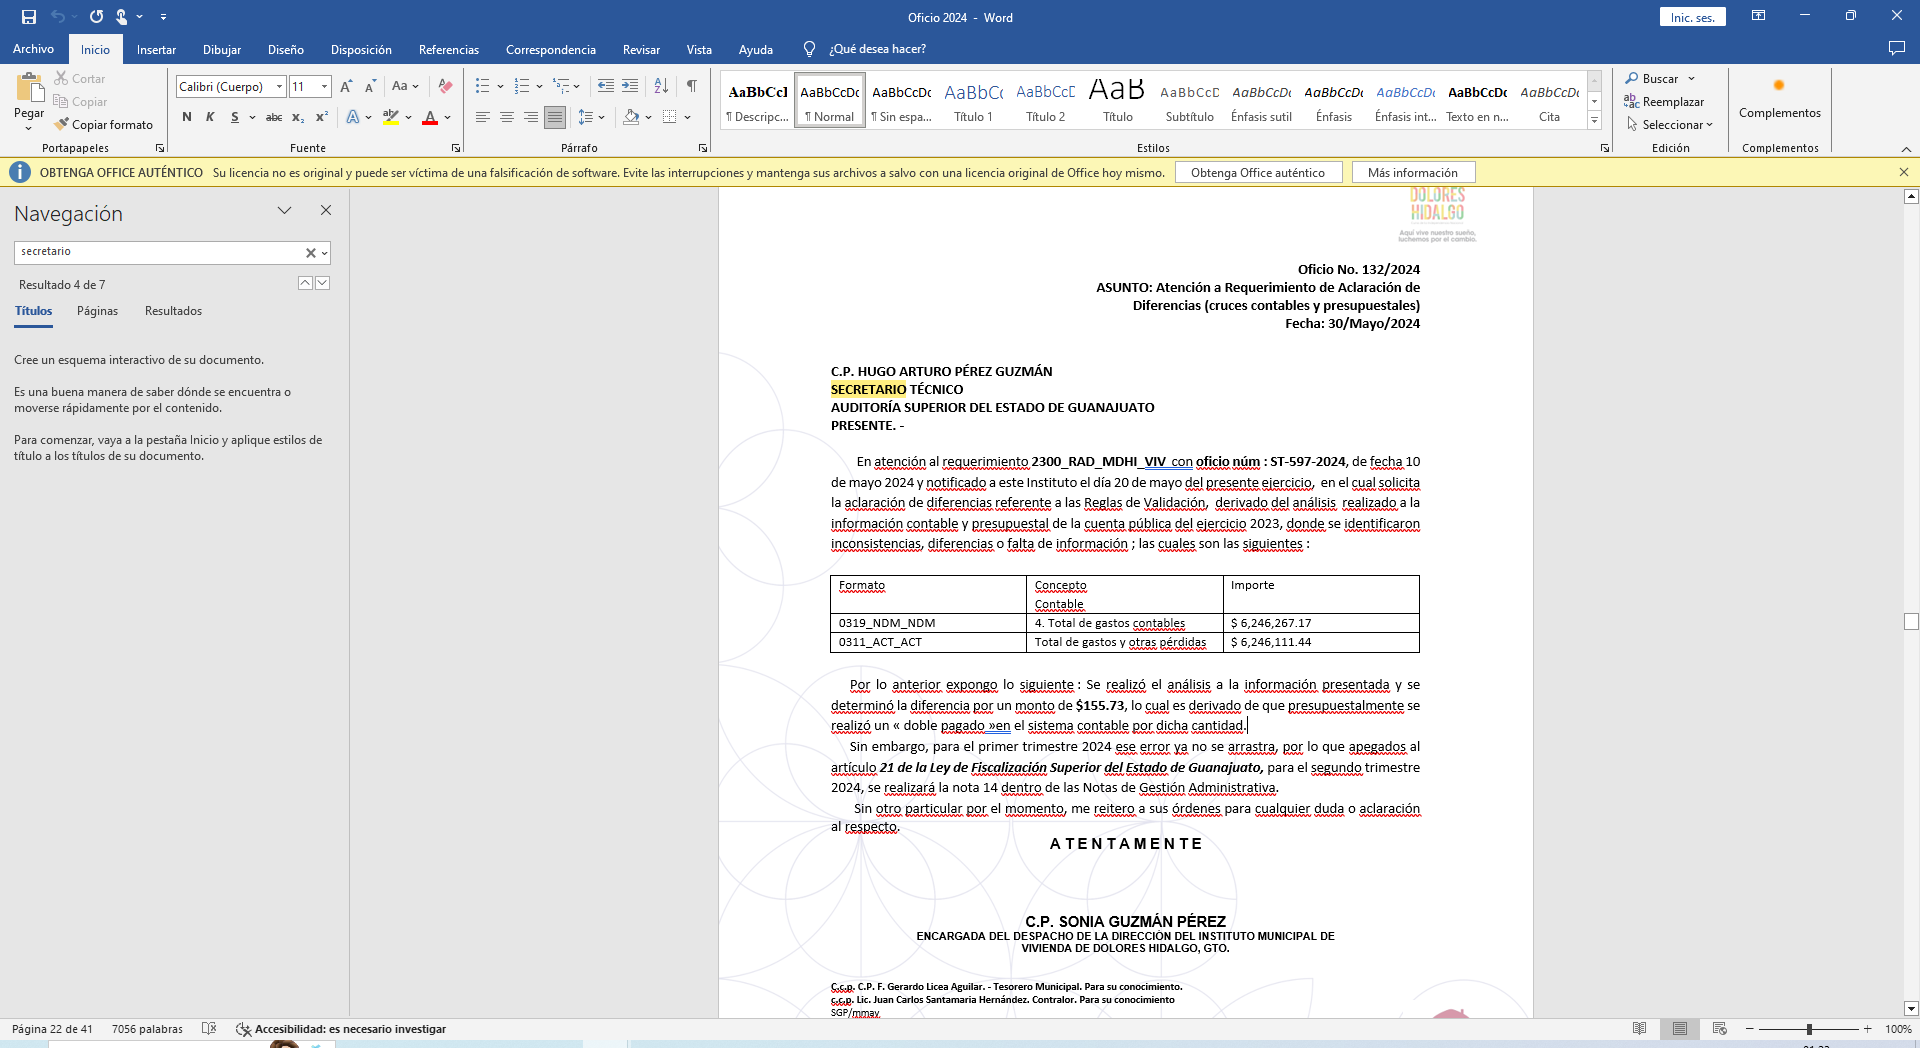 Oficio 2024 - Word
Inic. ses.
Archivo Inicio Insertar Dibujar Diseño Disposición Referencias Correspondencia Revisar Vista Ayuda ¿Qué desea hacer?
Pegar
Cortar
Copiar
Copiar formato
Portapapeles
Calibri (Cuerpo) 11
Fuente
Párrafo
AaBbCcI AaBbCcDc AaBbCcDc AaBbCc AaBbCcD AaB AaBbCcD AaBbCcDc AaBbCcDc AaBbCcDc AaBbCcDc AaBbCcDc
¶ Descripc... ¶ Normal ¶ Sin espa... Título 1 Título 2 Título Subtítulo Énfasis sutil Énfasis Énfasis int... Texto en n... Cita
Estilos
Buscar
Reemplazar
Seleccionar
Edición
Complementos
Complementos
OBTENGA OFFICE AUTÉNTICO Su licencia no es original y puede ser víctima de una falsificación de software. Evite las interrupciones y mantenga sus archivos a salvo con una licencia original de Office hoy mismo. Obtenga Office auténtico Más información
Navegación
secretario
Resultado 4 de 7
Títulos Páginas Resultados
Cree un esquema interactivo de su documento.
Es una buena manera de saber dónde se encuentra o
moverse rápidamente por el contenido.
Para comenzar, vaya a la pestaña Inicio y aplique estilos de
título a los títulos de su documento.
DOLORES
HIDALGO
Aquí vive nuestro sueño,
luchemos por el cambio.
Oficio No. 132/2024
ASUNTO: Atención a Requerimiento de Aclaración de
Diferencias (cruces contables y presupuestales)
Fecha: 30/Mayo/2024
C.P. HUGO ARTURO PÉREZ GUZMÁN
SECRETARIO TÉCNICO
AUDITORÍA SUPERIOR DEL ESTADO DE GUANAJUATO
PRESENTE. -
En atención al requerimiento 2300_RAD_MDHI_VIV con oficio núm : ST-597-2024, de fecha 10
de mayo 2024 y notificado a este Instituto el día 20 de mayo del presente ejercicio, en el cual solicita
la aclaración de diferencias referente a las Reglas de Validación, derivado del análisis realizado a la
información contable y presupuestal de la cuenta pública del ejercicio 2023, donde se identificaron
inconsistencias, diferencias o falta de información ; las cuales son las siguientes :
Formato Concepto Importe
Contable
0319_NDM_NDM 4. Total de gastos contables $ 6,246,267.17
0311_ACT_ACT Total de gastos y otras pérdidas $ 6,246,111.44
Por lo anterior expongo lo siguiente : Se realizó el análisis a la información presentada y se
determinó la diferencia por un monto de $155.73, lo cual es derivado de que presupuestalmente se
realizó un « doble pagado »en el sistema contable por dicha cantidad.
Sin embargo, para el primer trimestre 2024 ese error ya no se arrastra, por lo que apegados al
artículo 21 de la Ley de Fiscalización Superior del Estado de Guanajuato, para el segundo trimestre
2024, se realizará la nota 14 dentro de las Notas de Gestión Administrativa.
Sin otro particular por el momento, me reitero a sus órdenes para cualquier duda o aclaración
al respecto.
A T E N T A M E N T E
C.P. SONIA GUZMÁN PÉREZ
ENCARGADA DEL DESPACHO DE LA DIRECCIÓN DEL INSTITUTO MUNICIPAL DE
VIVIENDA DE DOLORES HIDALGO, GTO.
C.c.p. C.P. F. Gerardo Licea Aguilar. - Tesorero Municipal. Para su conocimiento.
c.c.p. Lic. Juan Carlos Santamaria Hernández. Contralor. Para su conocimiento
SGP/mmay
Página 22 de 41 7056 palabras Accesibilidad: es necesario investigar 100%